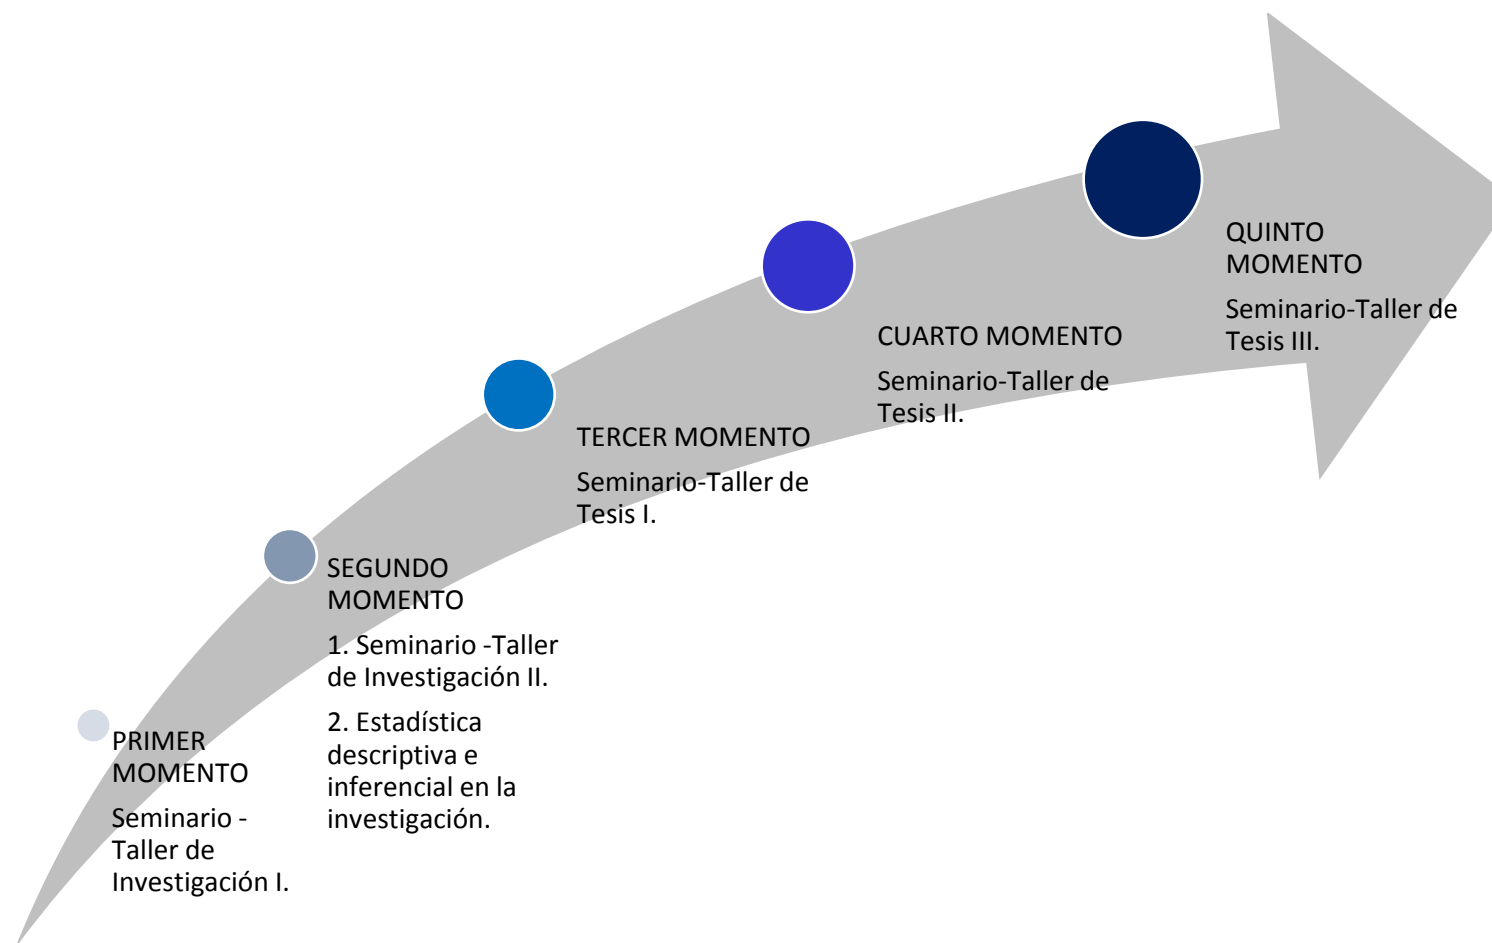 PRIMER
MOMENTO
Seminario -
Taller de
Investigación I.
SEGUNDO
MOMENTO
1. Seminario -Taller
de Investigación II.
2. Estadística
descriptiva e
inferencial en la
investigación.
TERCER MOMENTO
Seminario-Taller de
Tesis I.
CUARTO MOMENTO
Seminario-Taller de
Tesis II.
QUINTO
MOMENTO
Seminario-Taller de
Tesis III.